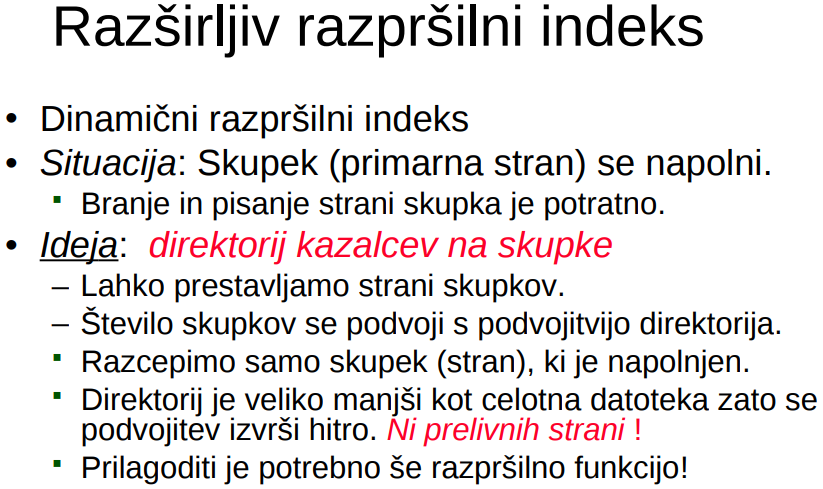 Razširljiv razpršilni indeks
• Dinamični razpršilni indeks
• Situacija: Skupek (primarna stran) se napolni.
▪ Branje in pisanje strani skupka je potratno.
• Ideja: direktorij kazalcev na skupke
– Lahko prestavljamo strani skupkov.
– Število skupkov se podvoji s podvojitvijo direktorija.
▪ Razcepimo samo skupek (stran), ki je napolnjen.
▪ Direktorij je veliko manjši kot celotna datoteka zato se
podvojitev izvrši hitro. Ni prelivnih strani !
▪ Prilagoditi je potrebno še razpršilno funkcijo!